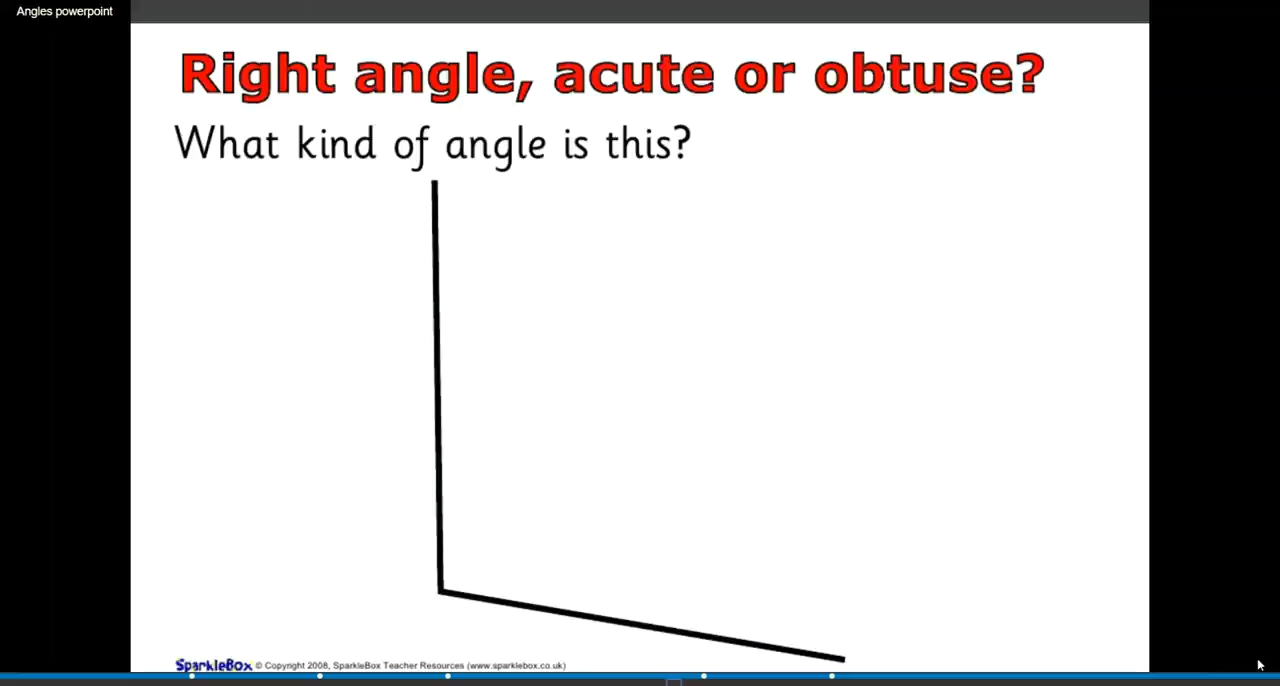 Angles powerpoint
Right angle, acute or obtuse?
What kind of angle is this?
SparkleBox © Copyright 2008, SparkleBox Teacher Resources (www.sparklebox.co.uk)